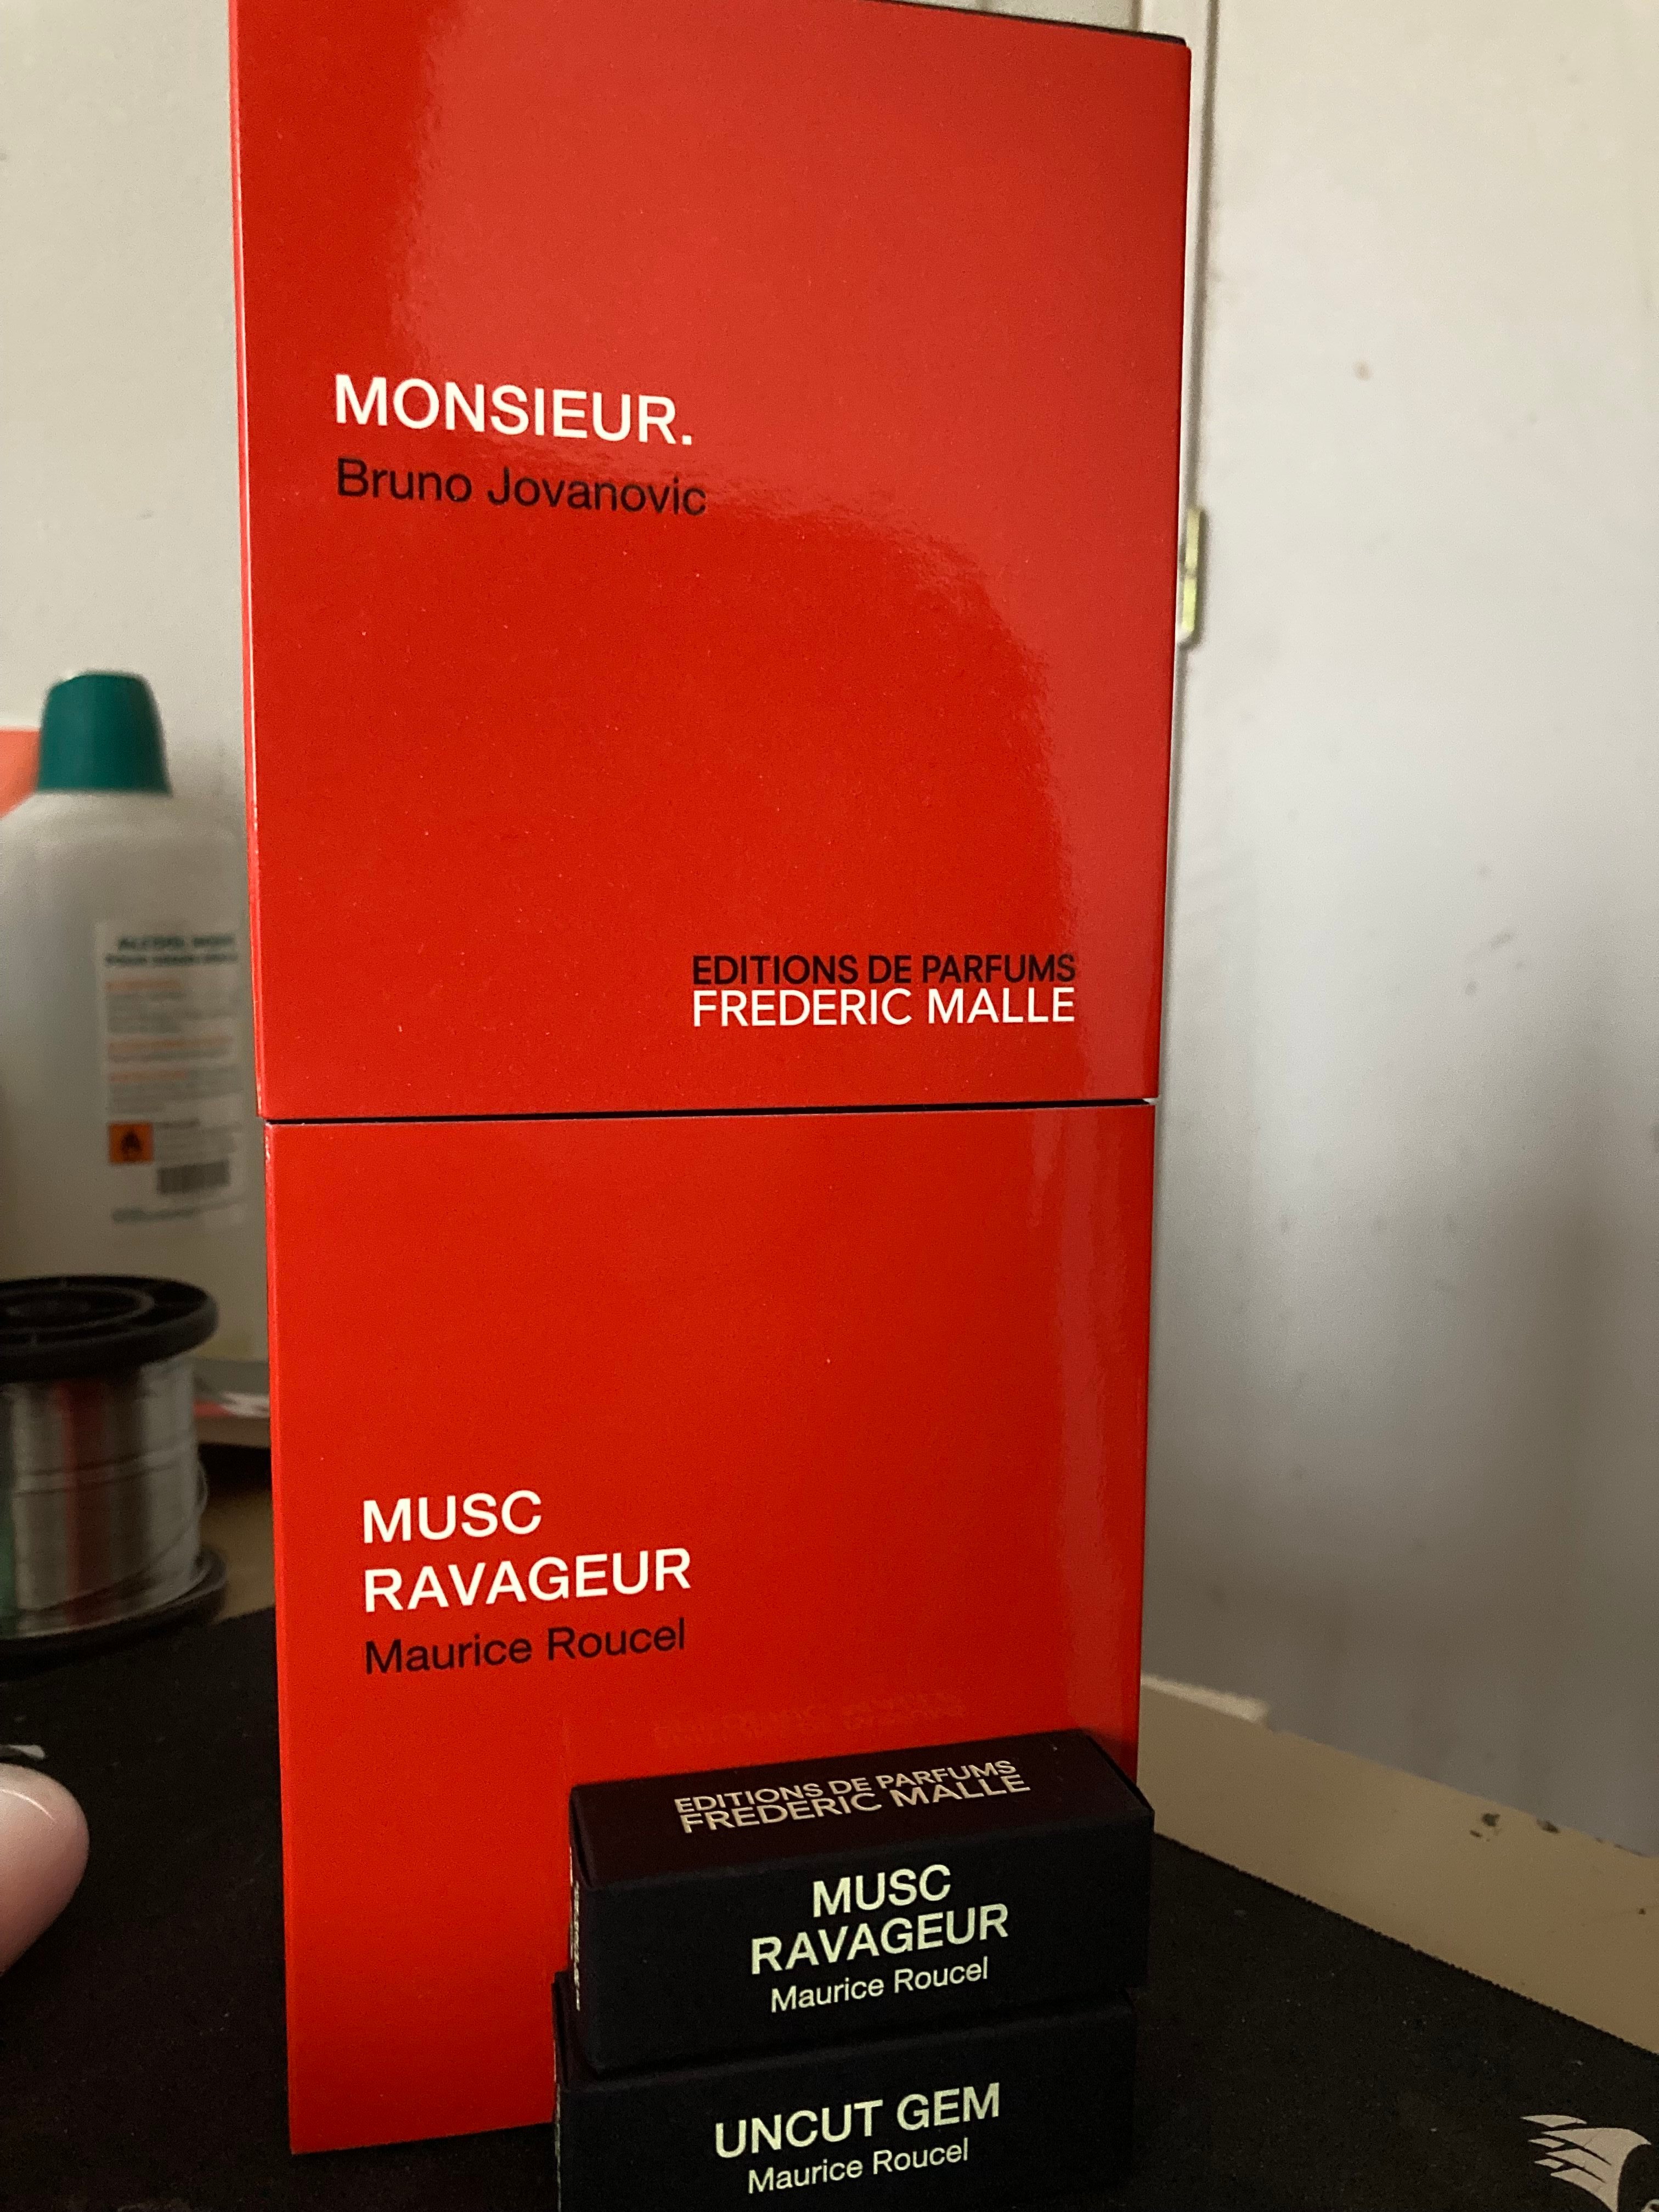 MONSIEUR.
Bruno Jovanovic
EDITIONS DE PARFUMS
FREDERIC MALLE
MUSC
RAVAGEUR
Maurice Roucel
EDITIONS DE PARFUMS
FREDERIC MALLE
MUSC
RAVAGEUR
Maurice Roucel
UNCUT GEM
Maurice Roucel